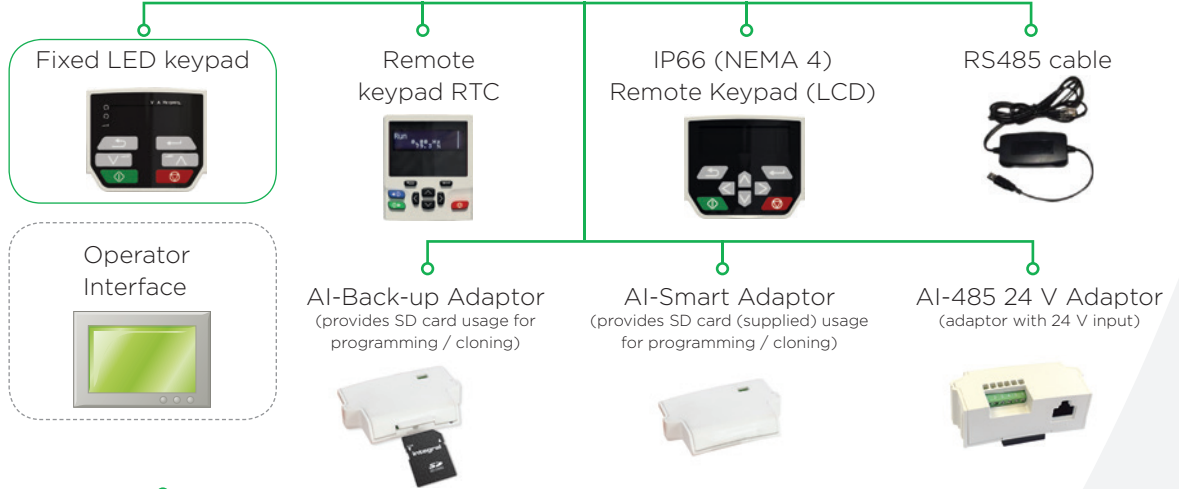 Fixed LED keypad
Remote
keypad RTC
IP66 (NEMA 4)
Remote Keypad (LCD)
RS485 cable
Run
Operator
Interface
AI-Back-up Adaptor
(provides SD card usage for
programming / cloning)
AI-Smart Adaptor
(provides SD card (supplied) usage
for programming / cloning)
AI-485 24 V Adaptor
(adaptor with 24 V input)
integral
SD